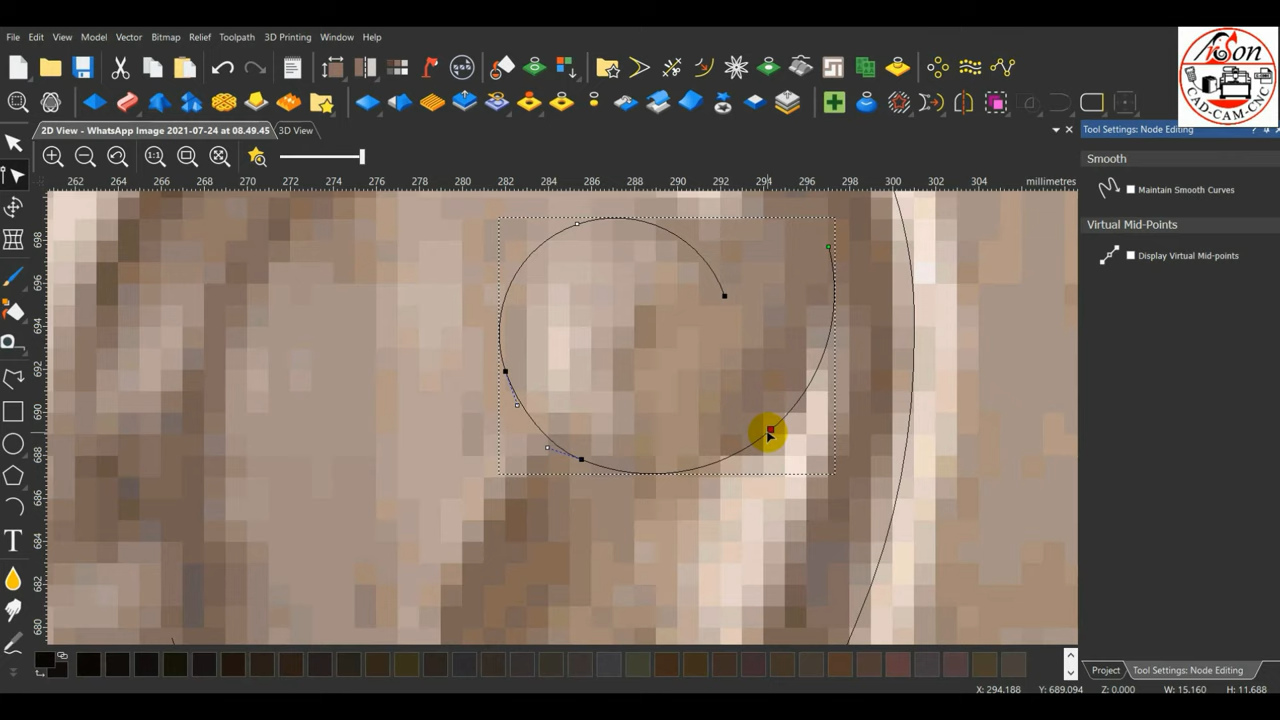 File Edit View Model Vector Bitmap Relief Toolpath 3D Printing Window Help
ArSon
CAD-CAM-CNC
2D View - WhatsApp Image 2021-07-24 at 08.49.45 3D View
Tool Settings: Node Editing
1:1
Smooth
262 264 266 268 270 272 274 276 278 280 282 284 286 288 290 292 294 296 298 300 302 304 millimetres
Maintain Smooth Curves
Virtual Mid-Points
Display Virtual Mid-points
698
696
694
692
690
688
686
684
682
680
T
Project Tool Settings: Node Editing
X: 294.188 Y: 689.094 Z: 0.000 W: 15.160 H: 11.688